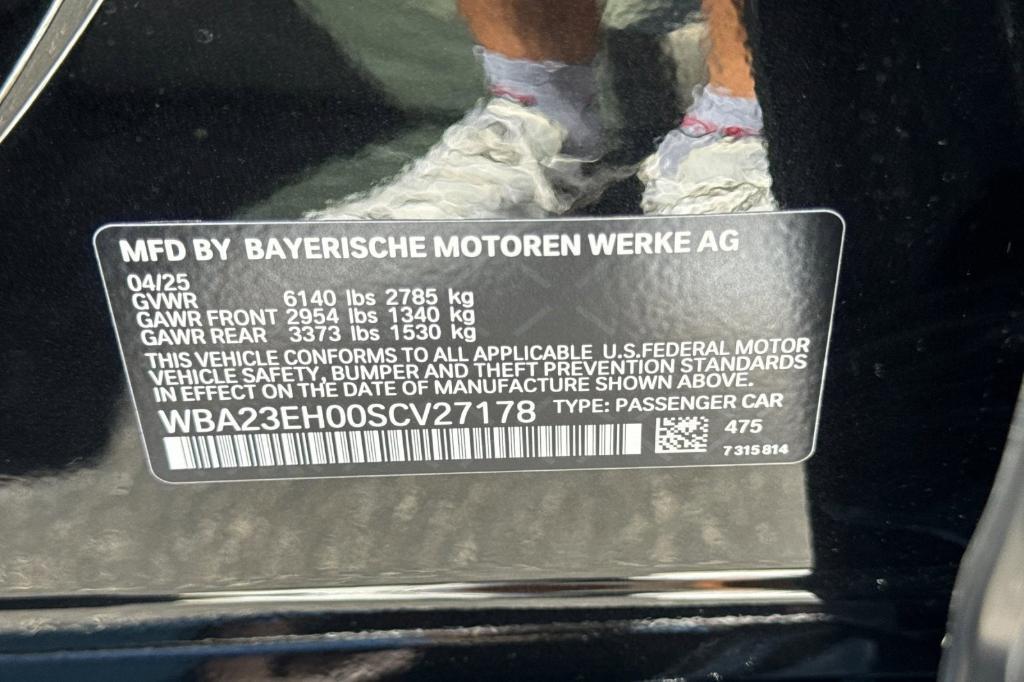 MFD BY BAYERISCHE MOTOREN WERKE AG
04/25
GVWR 6140 lbs 2785 kg
GAWR FRONT 2954 lbs 1340 kg
GAWR REAR 3373 lbs 1530 kg
THIS VEHICLE CONFORMS TO ALL APPLICABLE U.S.FEDERAL MOTOR
VEHICLE SAFETY, BUMPER AND THEFT PREVENTION STANDARDS
IN EFFECT ON THE DATE OF MANUFACTURE SHOWN ABOVE.
WBA23EH00SCV27178 TYPE: PASSENGER CAR
475
7315814